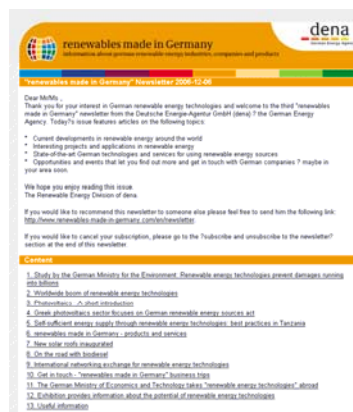 dena
German Energy Agency
renewables made in Germany
information about german renewable energy industries, companies and products
"renewables made in Germany" Newsletter 2006-12-06
Dear Mr/Ms ,
Thank you for your interest in German renewable energy technologies and welcome to the third "renewables
made in Germany" newsletter from the Deutsche Energie-Agentur GmbH (dena) ? the German Energy
Agency. Today?s issue features articles on the following topics:
* Current developments in renewable energy around the world
* Interesting projects and applications in renewable energy
* State-of-the-art German technologies and services for using renewable energy sources
* Opportunities and events that let you find out more and get in touch with German companies ? maybe in
your area soon.
We hope you enjoy reading this issue.
The Renewable Energy Division of dena.
If you would like to recommend this newsletter to someone else please feel free to send him the following link:
http://www.renewables-made-in-germany.com/en/newsletter.
If you would like to cancel your subscription, please go to the ?subscribe and unsubscribe to the newsletter?
section at the end of this newsletter.
Content
1. Study by the German Ministry for the Environment: Renewable energy technologies prevent damages running
into billions
2. Worldwide boom of renewable energy technologies
3. Photovoltaics - A short introduction
4. Greek photovoltaics sector focuses on German renewable energy sources act
5. Self-sufficient energy supply through renewable energy technologies: best practices in Tanzania
6. renewables made in Germany - products and services
7. New solar roofs inaugurated
8. On the road with biodiesel
9. International networking exchange for renewable energy technologies
10. Get in touch - "renewables made in Germany" business trips
11. The German Ministry of Economics and Technology takes "renewable energy technologies" abroad
12. Exhibition provides information about the potential of renewable energy technologies
13. Useful information